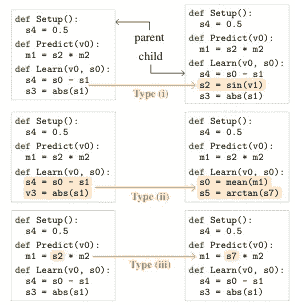 def Setup():
s4 = 0.5
def Predict(v0):
m1 = s2 * m2
def Learn(v0, s0):
s4 = s0 - s1
s3 = abs(s1)
parent
child
Type (i)
def Setup():
s4 = 0.5
def Predict(v0):
m1 = s2 * m2
def Learn(v0, s0):
s4 = s0 - s1
s2 = sin(v1)
s3 = abs(s1)
def Setup():
s4 = 0.5
def Predict(v0):
m1 = s2 * m2
def Learn(v0, s0):
s4 = s0 - s1
v3 = abs(s1)
Type (ii)
def Setup():
s4 = 0.5
def Predict(v0):
m1 = s2 * m2
def Learn(v0, s0):
s0 = mean(m1)
s5 = arctan(s7)
def Setup():
s4 = 0.5
def Predict(v0):
m1 = s2 * m2
def Learn(v0, s0):
s4 = s0 - s1
s3 = abs(s1)
Type (iii)
def Setup():
s4 = 0.5
def Predict(v0):
m1 = s7 * m2
def Learn(v0, s0):
s4 = s0 - s1
s3 = abs(s1)